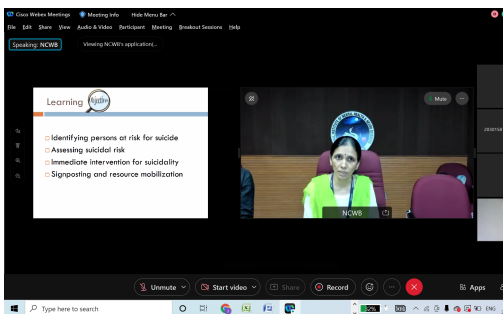 Cisco Webex Meetings
Meeting Info
Hide Menu Bar
File Edit Share View Audio & Video Participant Meeting Breakout Sessions Help
Speaking: NCWB
Viewing NCWB's application(...
Learning Objective
Mute
Identifying persons at risk for suicide
Assessing suicidal risk
Immediate intervention for suicidality
Signposting and resource mobilization
NCWB
Unmute
Start video
Share
Record
Apps
Type here to search
ENG